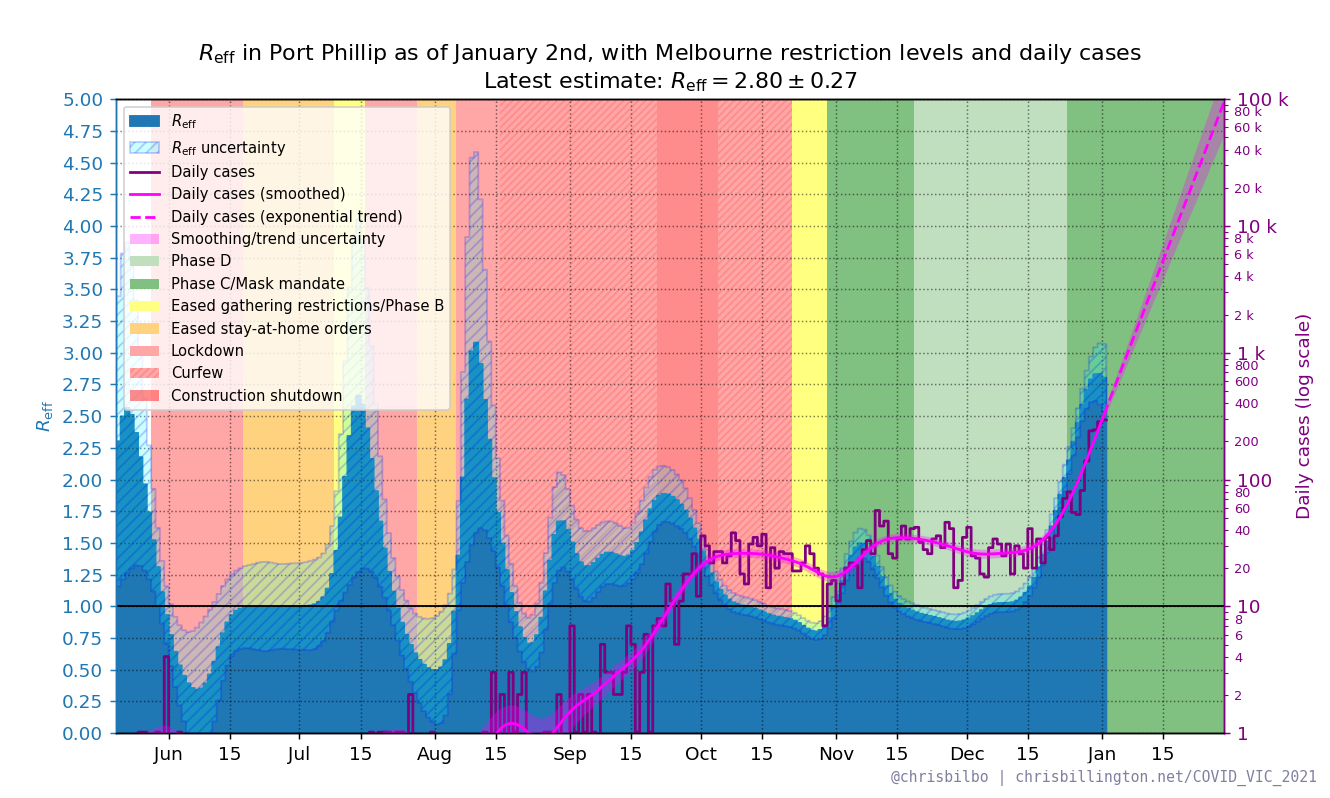 R_eff in Port Phillip as of January 2nd, with Melbourne restriction levels and daily cases
Latest estimate: R_eff = 2.80 ± 0.27
R_eff
R_eff uncertainty
Daily cases
Daily cases (smoothed)
Daily cases (exponential trend)
Smoothing/trend uncertainty
Phase D
Phase C/Mask mandate
Eased gathering restrictions/Phase B
Eased stay-at-home orders
Lockdown
Curfew
Construction shutdown
5.00
4.75
4.50
4.25
4.00
3.75
3.50
3.25
3.00
2.75
2.50
2.25
2.00
1.75
1.50
1.25
1.00
0.75
0.50
0.25
0.00
R_eff
100 k
80 k
60 k
40 k
20 k
10 k
8 k
6 k
4 k
2 k
1 k
800
600
400
200
100
80
60
40
20
10
8
6
4
2
1
Daily cases (log scale)
Jun 15 Jul 15 Aug 15 Sep 15 Oct 15 Nov 15 Dec 15 Jan 15
@chrisbilbo | chrisbillington.net/COVID_VIC_2021